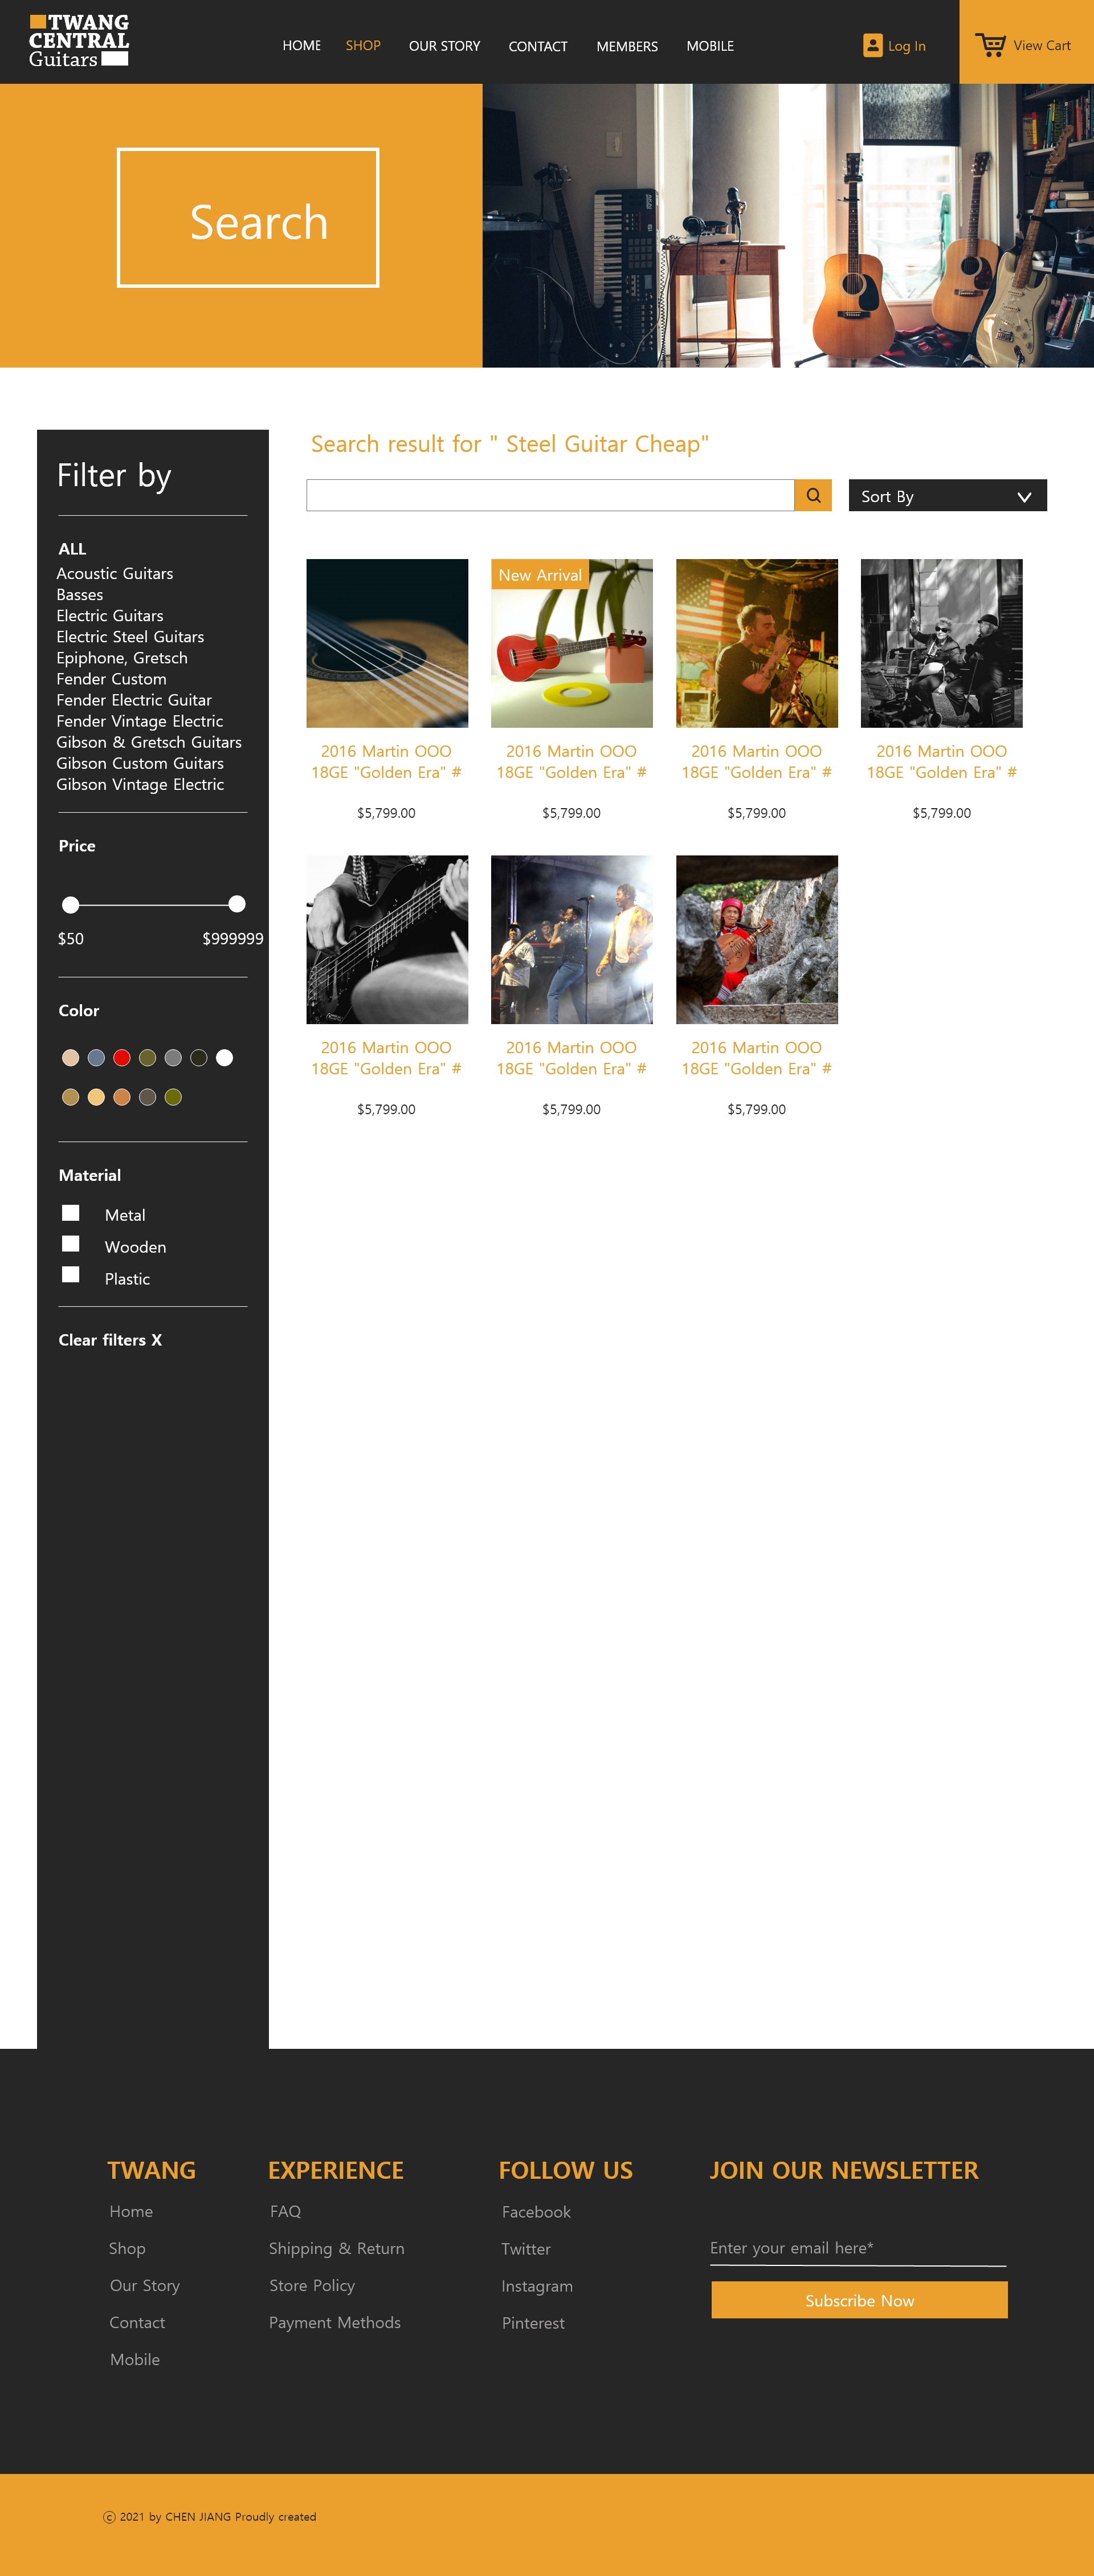 TWANG
CENTRAL
Guitars
HOME
SHOP
OUR STORY
CONTACT
MEMBERS
MOBILE
Log In
View Cart
Search
Filter by
ALL
Acoustic Guitars
Basses
Electric Guitars
Electric Steel Guitars
Epiphone, Gretsch
Fender Custom
Fender Electric Guitar
Fender Vintage Electric
Gibson & Gretsch Guitars
Gibson Custom Guitars
Gibson Vintage Electric
Price
$50
$999999
Color
Material
Metal
Wooden
Plastic
Clear filters X
Search result for " Steel Guitar Cheap"
Sort By
New Arrival
2016 Martin OOO
18GE "Golden Era" #
$5,799.00
2016 Martin OOO
18GE "Golden Era" #
$5,799.00
2016 Martin OOO
18GE "Golden Era" #
$5,799.00
2016 Martin OOO
18GE "Golden Era" #
$5,799.00
2016 Martin OOO
18GE "Golden Era" #
$5,799.00
2016 Martin OOO
18GE "Golden Era" #
$5,799.00
2016 Martin OOO
18GE "Golden Era" #
$5,799.00
TWANG
Home
Shop
Our Story
Contact
Mobile
EXPERIENCE
FAQ
Shipping & Return
Store Policy
Payment Methods
FOLLOW US
Facebook
Twitter
Instagram
Pinterest
JOIN OUR NEWSLETTER
Enter your email here*
Subscribe Now
ⓒ 2021 by CHEN JIANG Proudly created